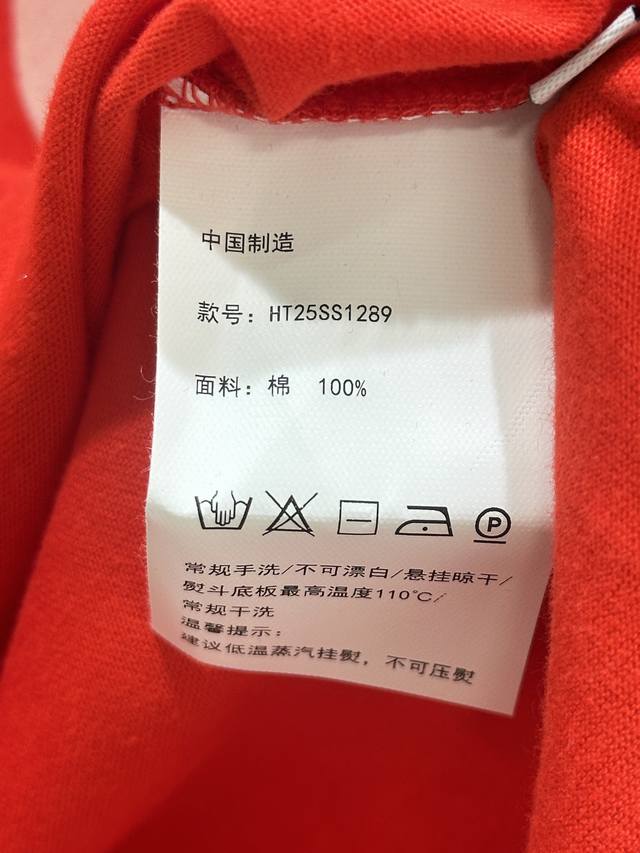 中国制造
款号：HT25SS1289
面料：棉 100%
P
常规手洗/不可漂白/悬挂晾干/
熨斗底板最高温度110℃/
常规干洗
温馨提示：
建议低温蒸汽挂熨，不可压熨